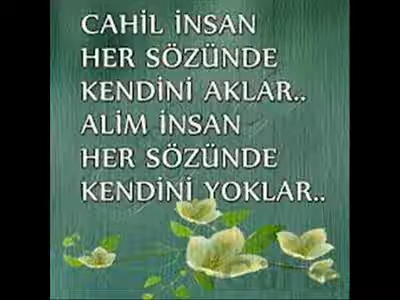 CAHİL İNSAN
HER SÖZÜNDE
KENDİNİ AKLAR..
ALİM İNSAN
HER SÖZÜNDE
KENDİNİ YOKLAR..